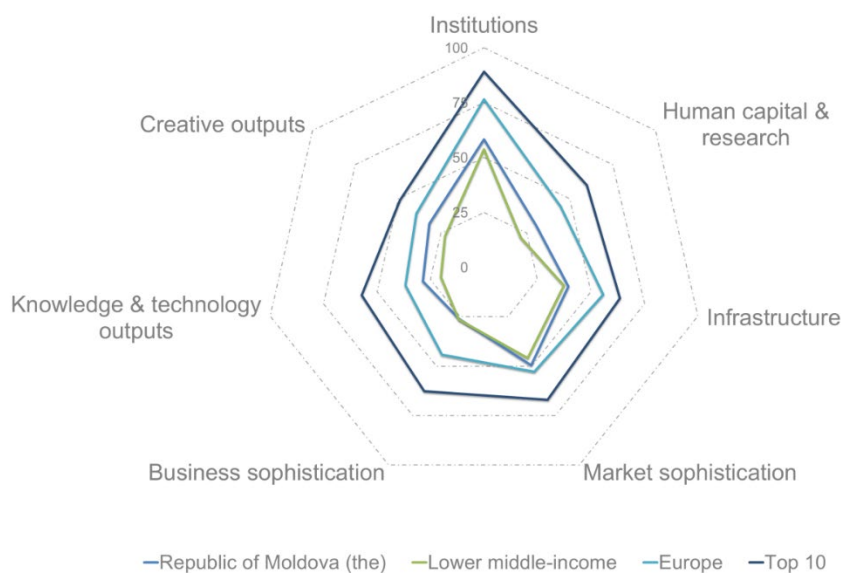 Institutions
100
75
50
25
0
Human capital &
research
Infrastructure
Market sophistication
Business sophistication
Knowledge & technology
outputs
Creative outputs
Republic of Moldova (the) Lower middle-income Europe Top 10